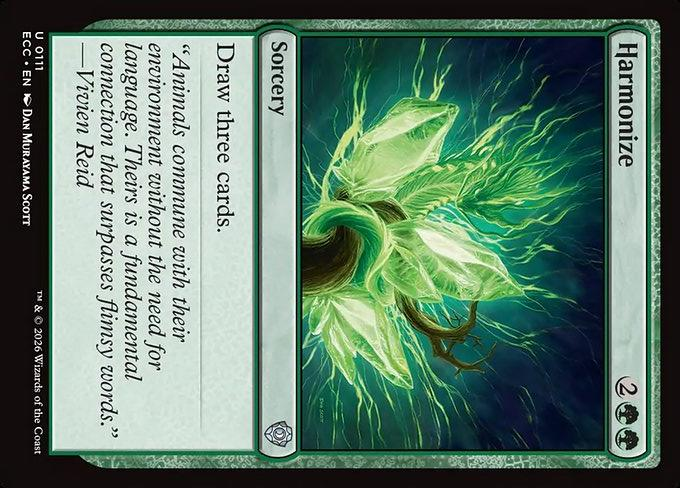 Harmonize 2
Sorcery
Draw three cards.
“Animals commune with their
environment without the need for
language. Theirs is a fundamental
connection that surpasses flimsy words.”
—Vivien Reid
U 0111
ECC • EN DAN MURAYAMA SCOTT
™ & © 2026 Wizards of the Coast